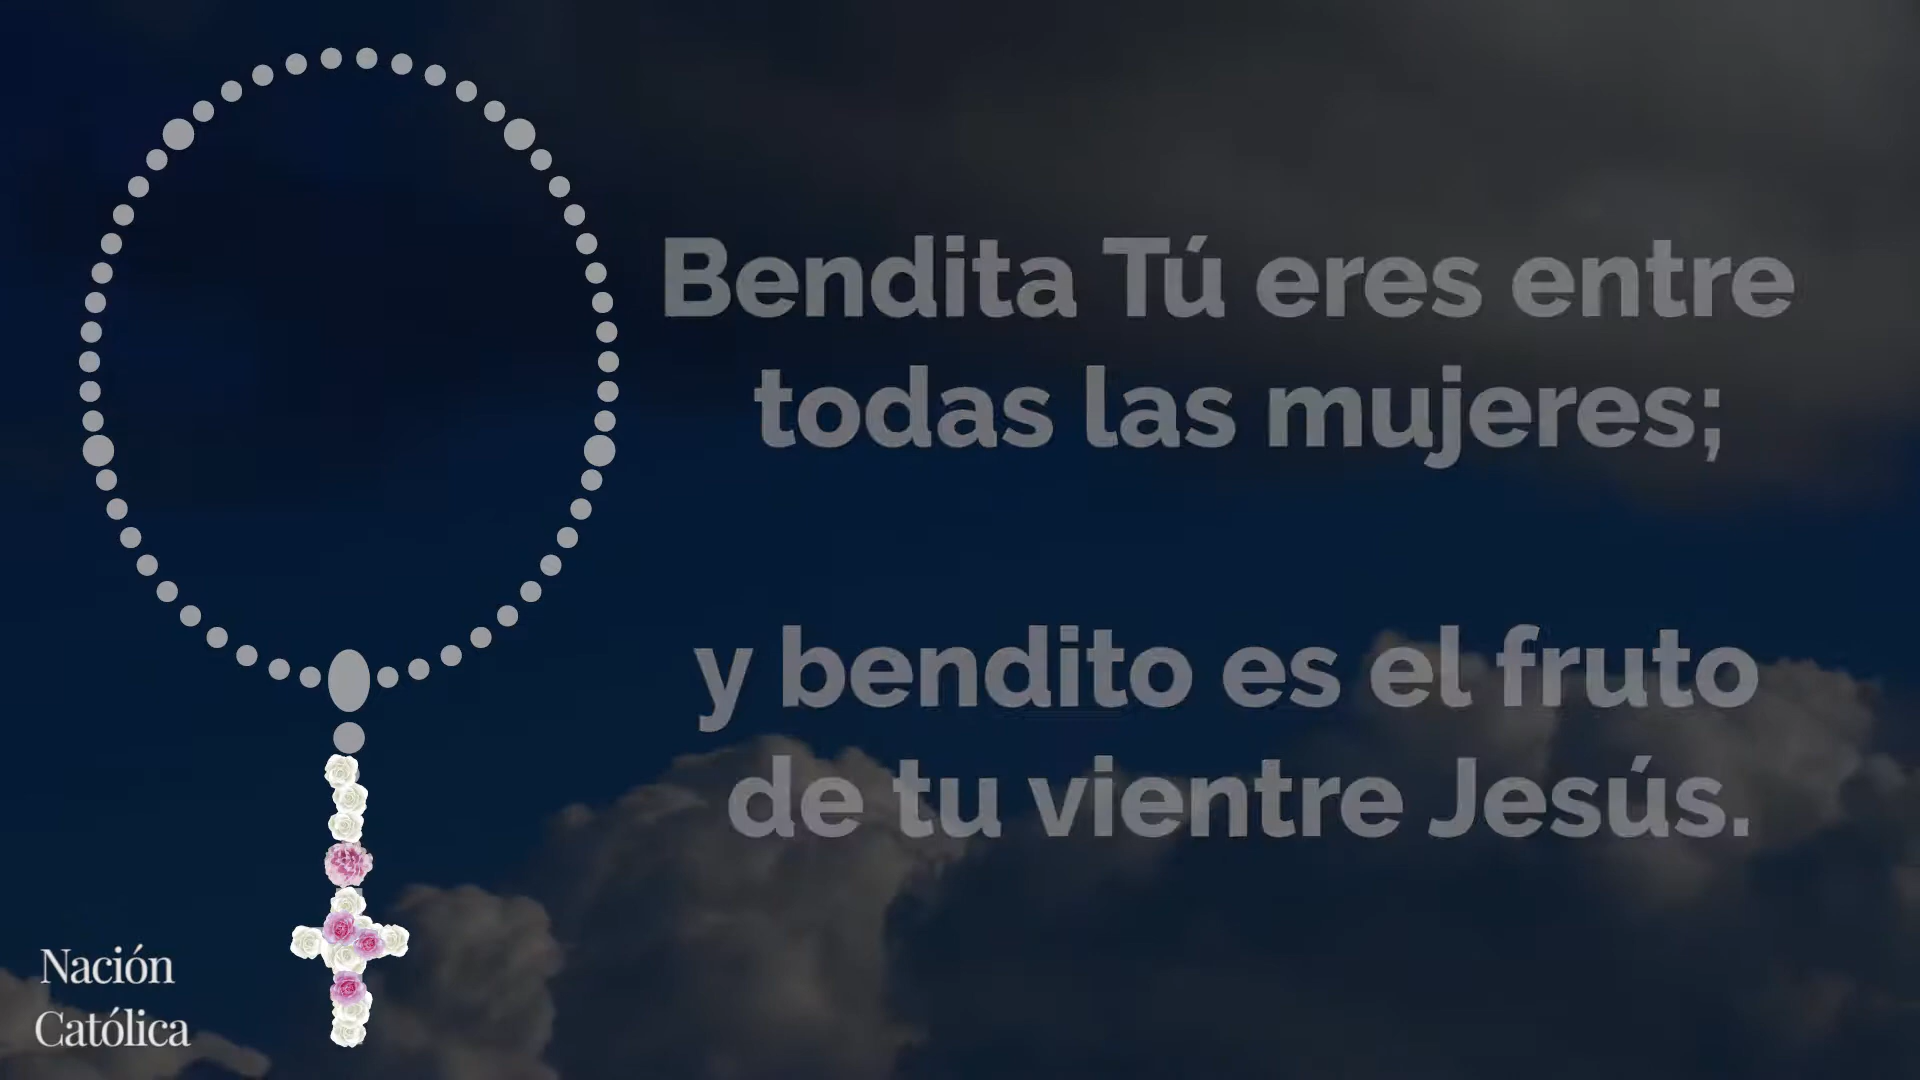 Bendita Tú eres entre
todas las mujeres;
y bendito es el fruto
de tu vientre Jesús.
Nación
Católica